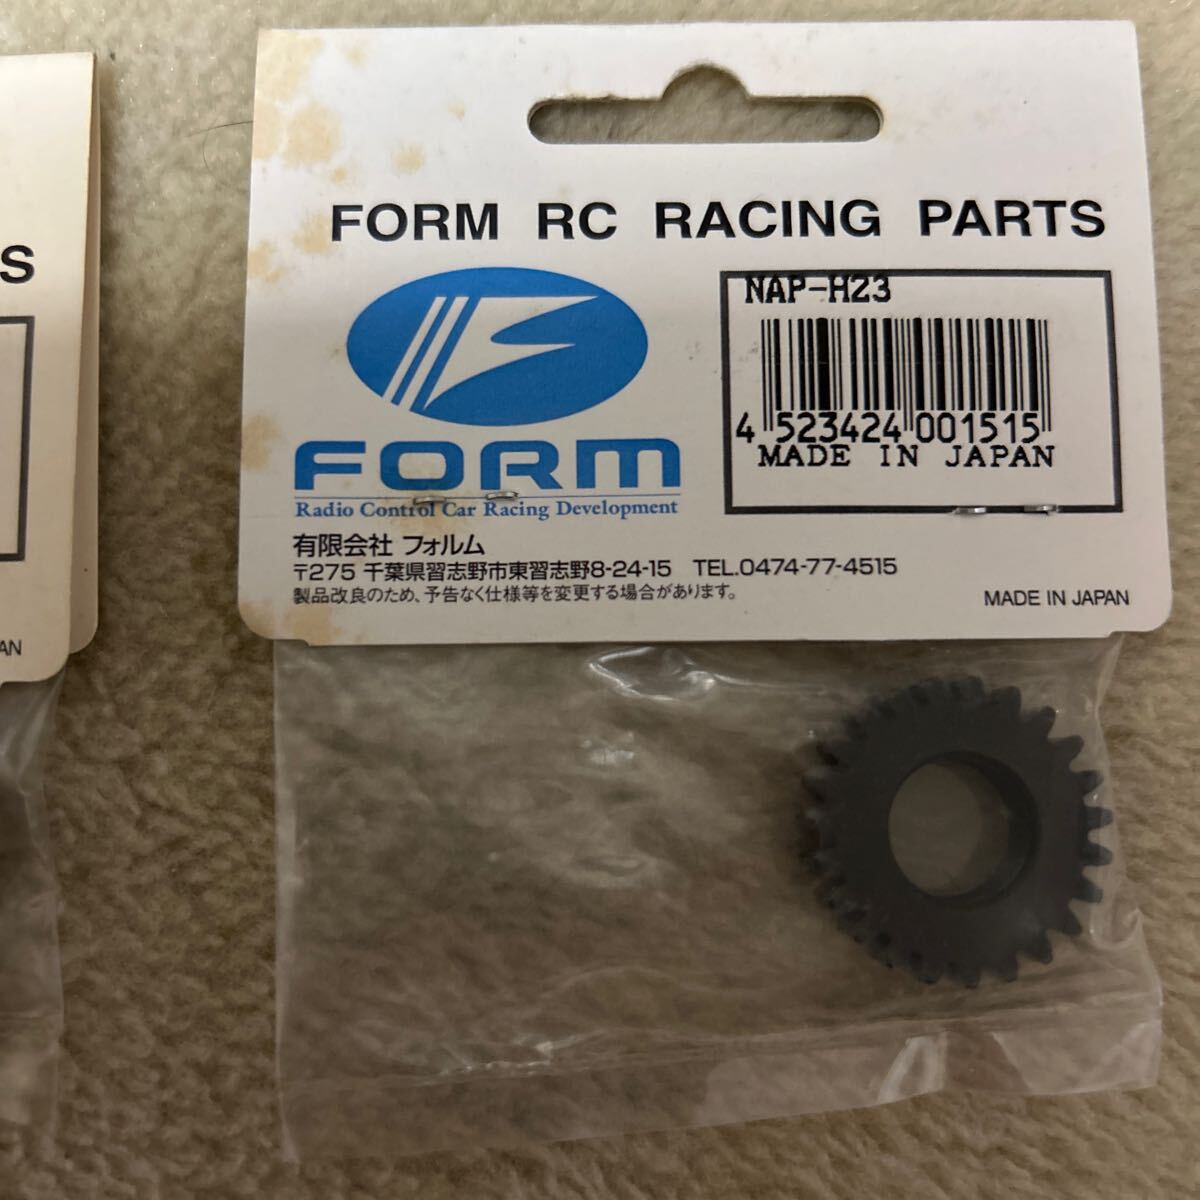 FORM RC RACING PARTS
NAP-H23
4 523424 001515
MADE IN JAPAN
FORM
Radio Control Car Racing Development
有限会社 フォルム
〒275 千葉県習志野市東習志野8-24-15 TEL.0474-77-4515
製品改良のため、予告なく仕様等を変更する場合があります。
MADE IN JAPAN
S
AN